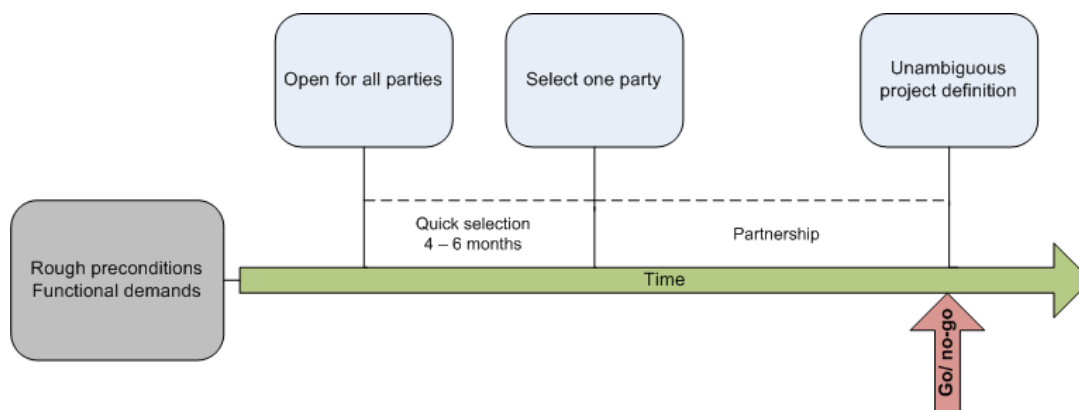 Open for all parties
Select one party
Unambiguous
project definition
Quick selection
4 – 6 months
Partnership
Rough preconditions
Functional demands
Time
Go/ no-go